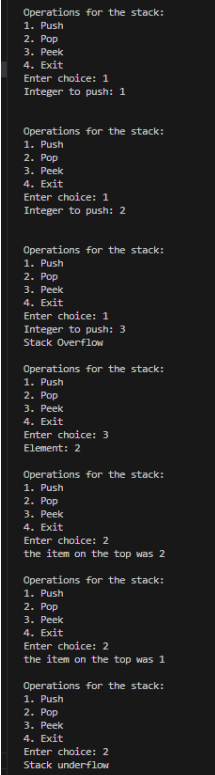 Operations for the stack:
1. Push
2. Pop
3. Peek
4. Exit
Enter choice: 1
Integer to push: 1
Operations for the stack:
1. Push
2. Pop
3. Peek
4. Exit
Enter choice: 1
Integer to push: 2
Operations for the stack:
1. Push
2. Pop
3. Peek
4. Exit
Enter choice: 1
Integer to push: 3
Stack Overflow
Operations for the stack:
1. Push
2. Pop
3. Peek
4. Exit
Enter choice: 3
Element: 2
Operations for the stack:
1. Push
2. Pop
3. Peek
4. Exit
Enter choice: 2
the item on the top was 2
Operations for the stack:
1. Push
2. Pop
3. Peek
4. Exit
Enter choice: 2
the item on the top was 1
Operations for the stack:
1. Push
2. Pop
3. Peek
4. Exit
Enter choice: 2
Stack underflow